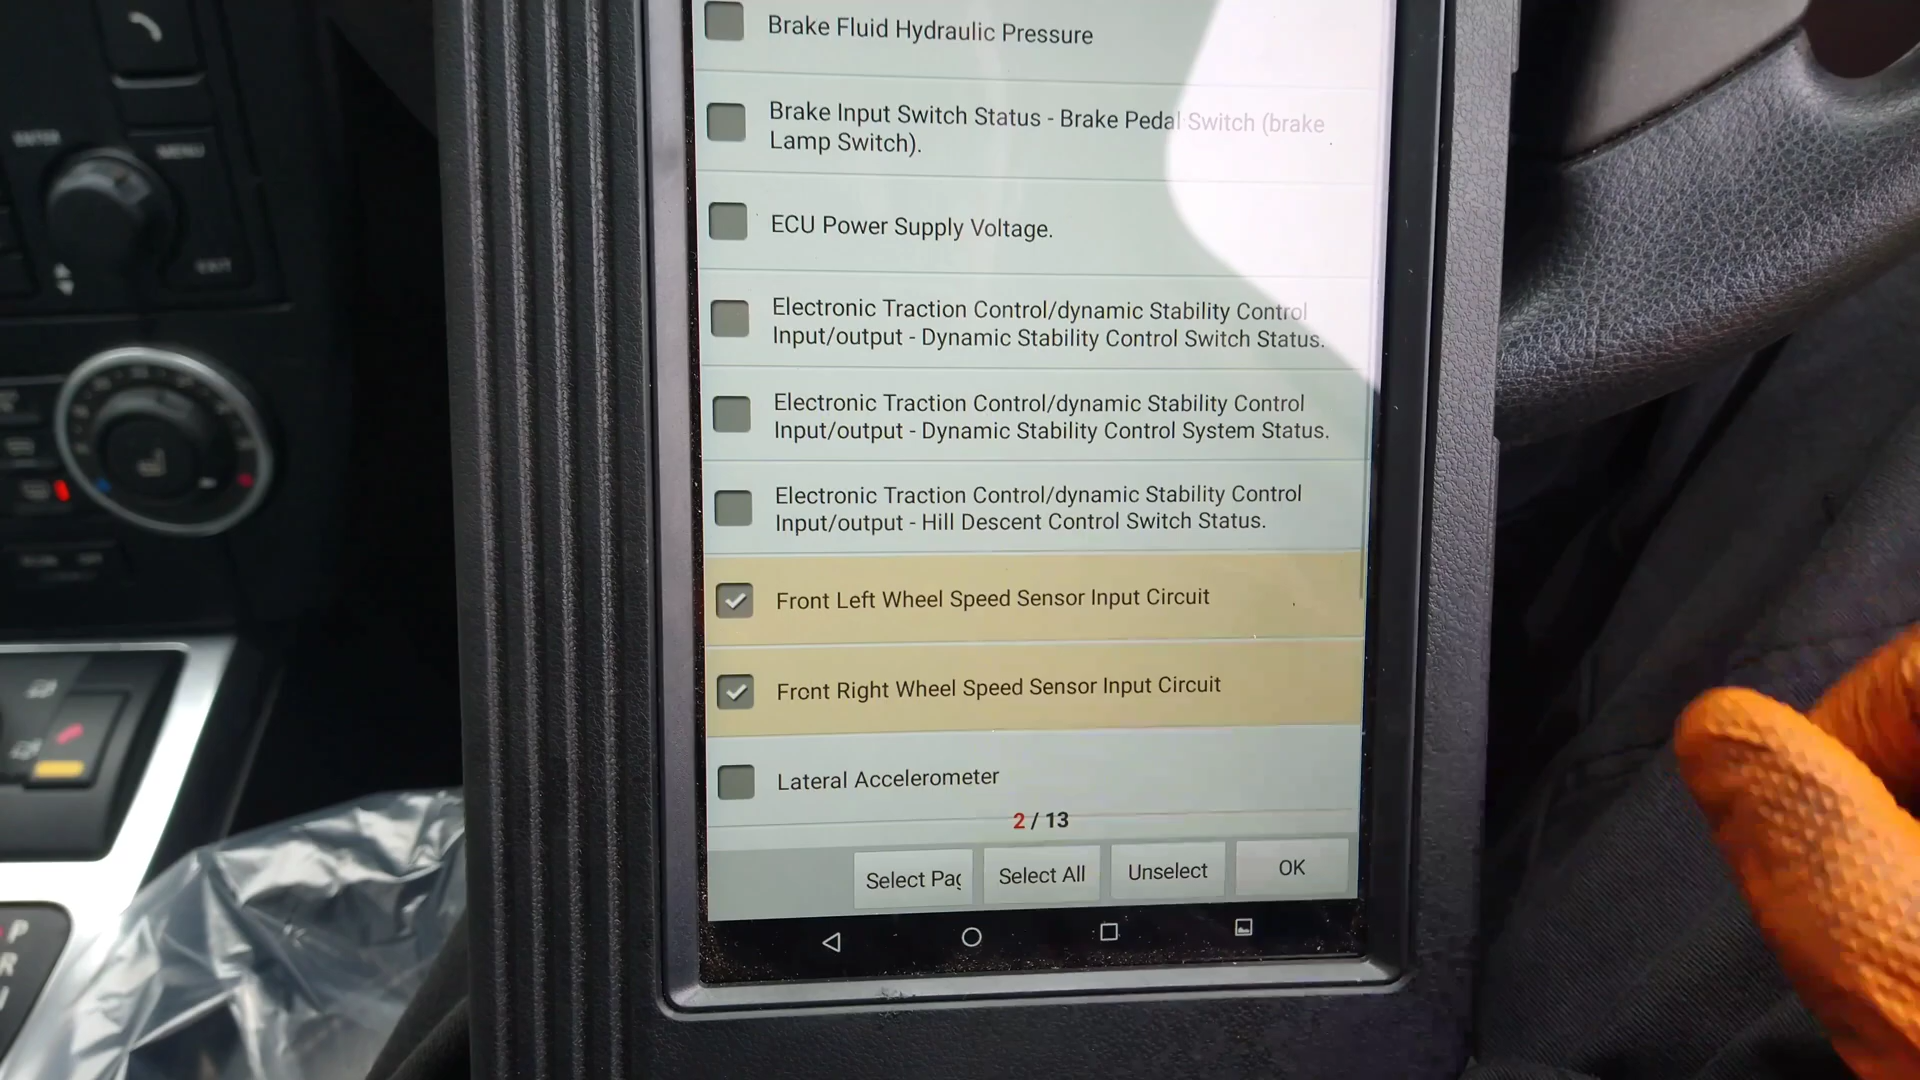 Brake Fluid Hydraulic Pressure
Brake Input Switch Status - Brake Pedal Switch (brake
Lamp Switch).
ECU Power Supply Voltage.
Electronic Traction Control/dynamic Stability Control
Input/output - Dynamic Stability Control Switch Status.
Electronic Traction Control/dynamic Stability Control
Input/output - Dynamic Stability Control System Status.
Electronic Traction Control/dynamic Stability Control
Input/output - Hill Descent Control Switch Status.
Front Left Wheel Speed Sensor Input Circuit
Front Right Wheel Speed Sensor Input Circuit
Lateral Accelerometer
2 / 13
Select Pag
Select All
Unselect
OK
ENTER
MENU
EXIT
P
R